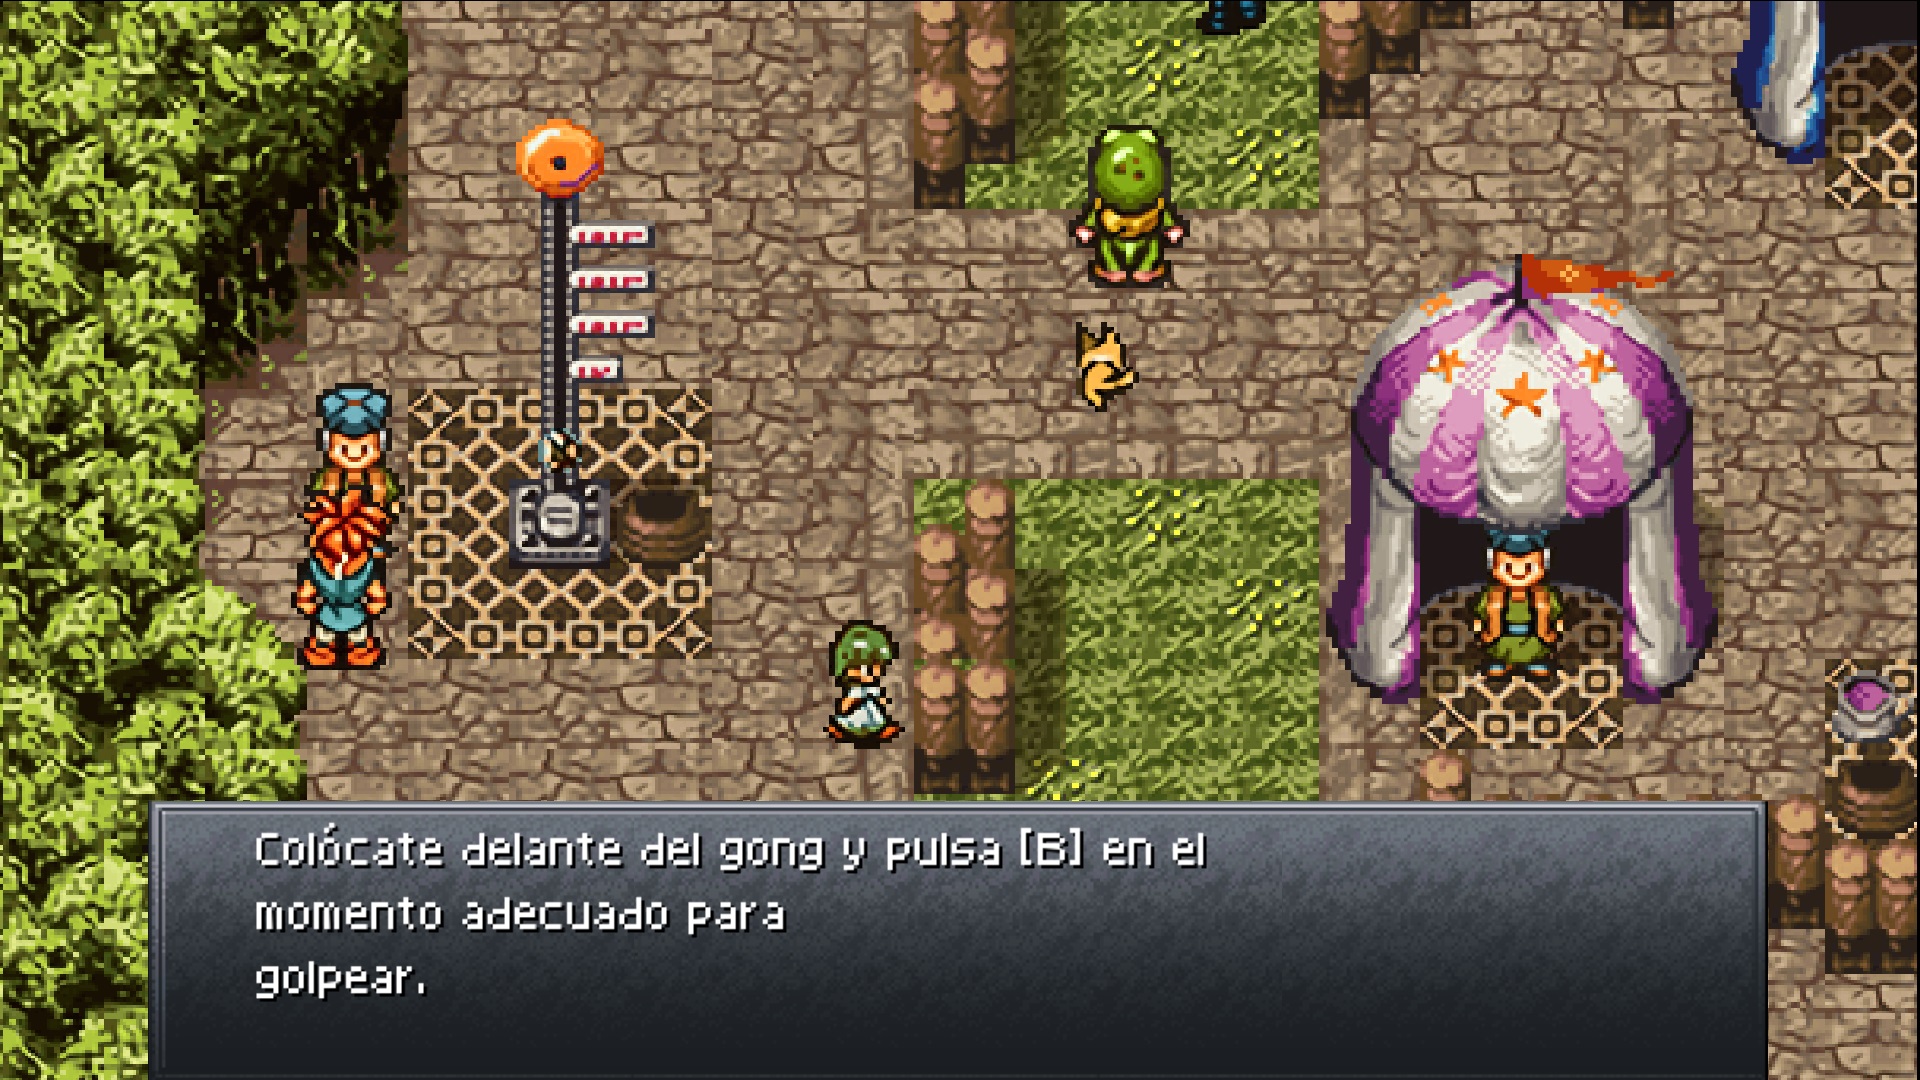 Colócate delante del gong y pulsa [B] en el
momento adecuado para
golpear.